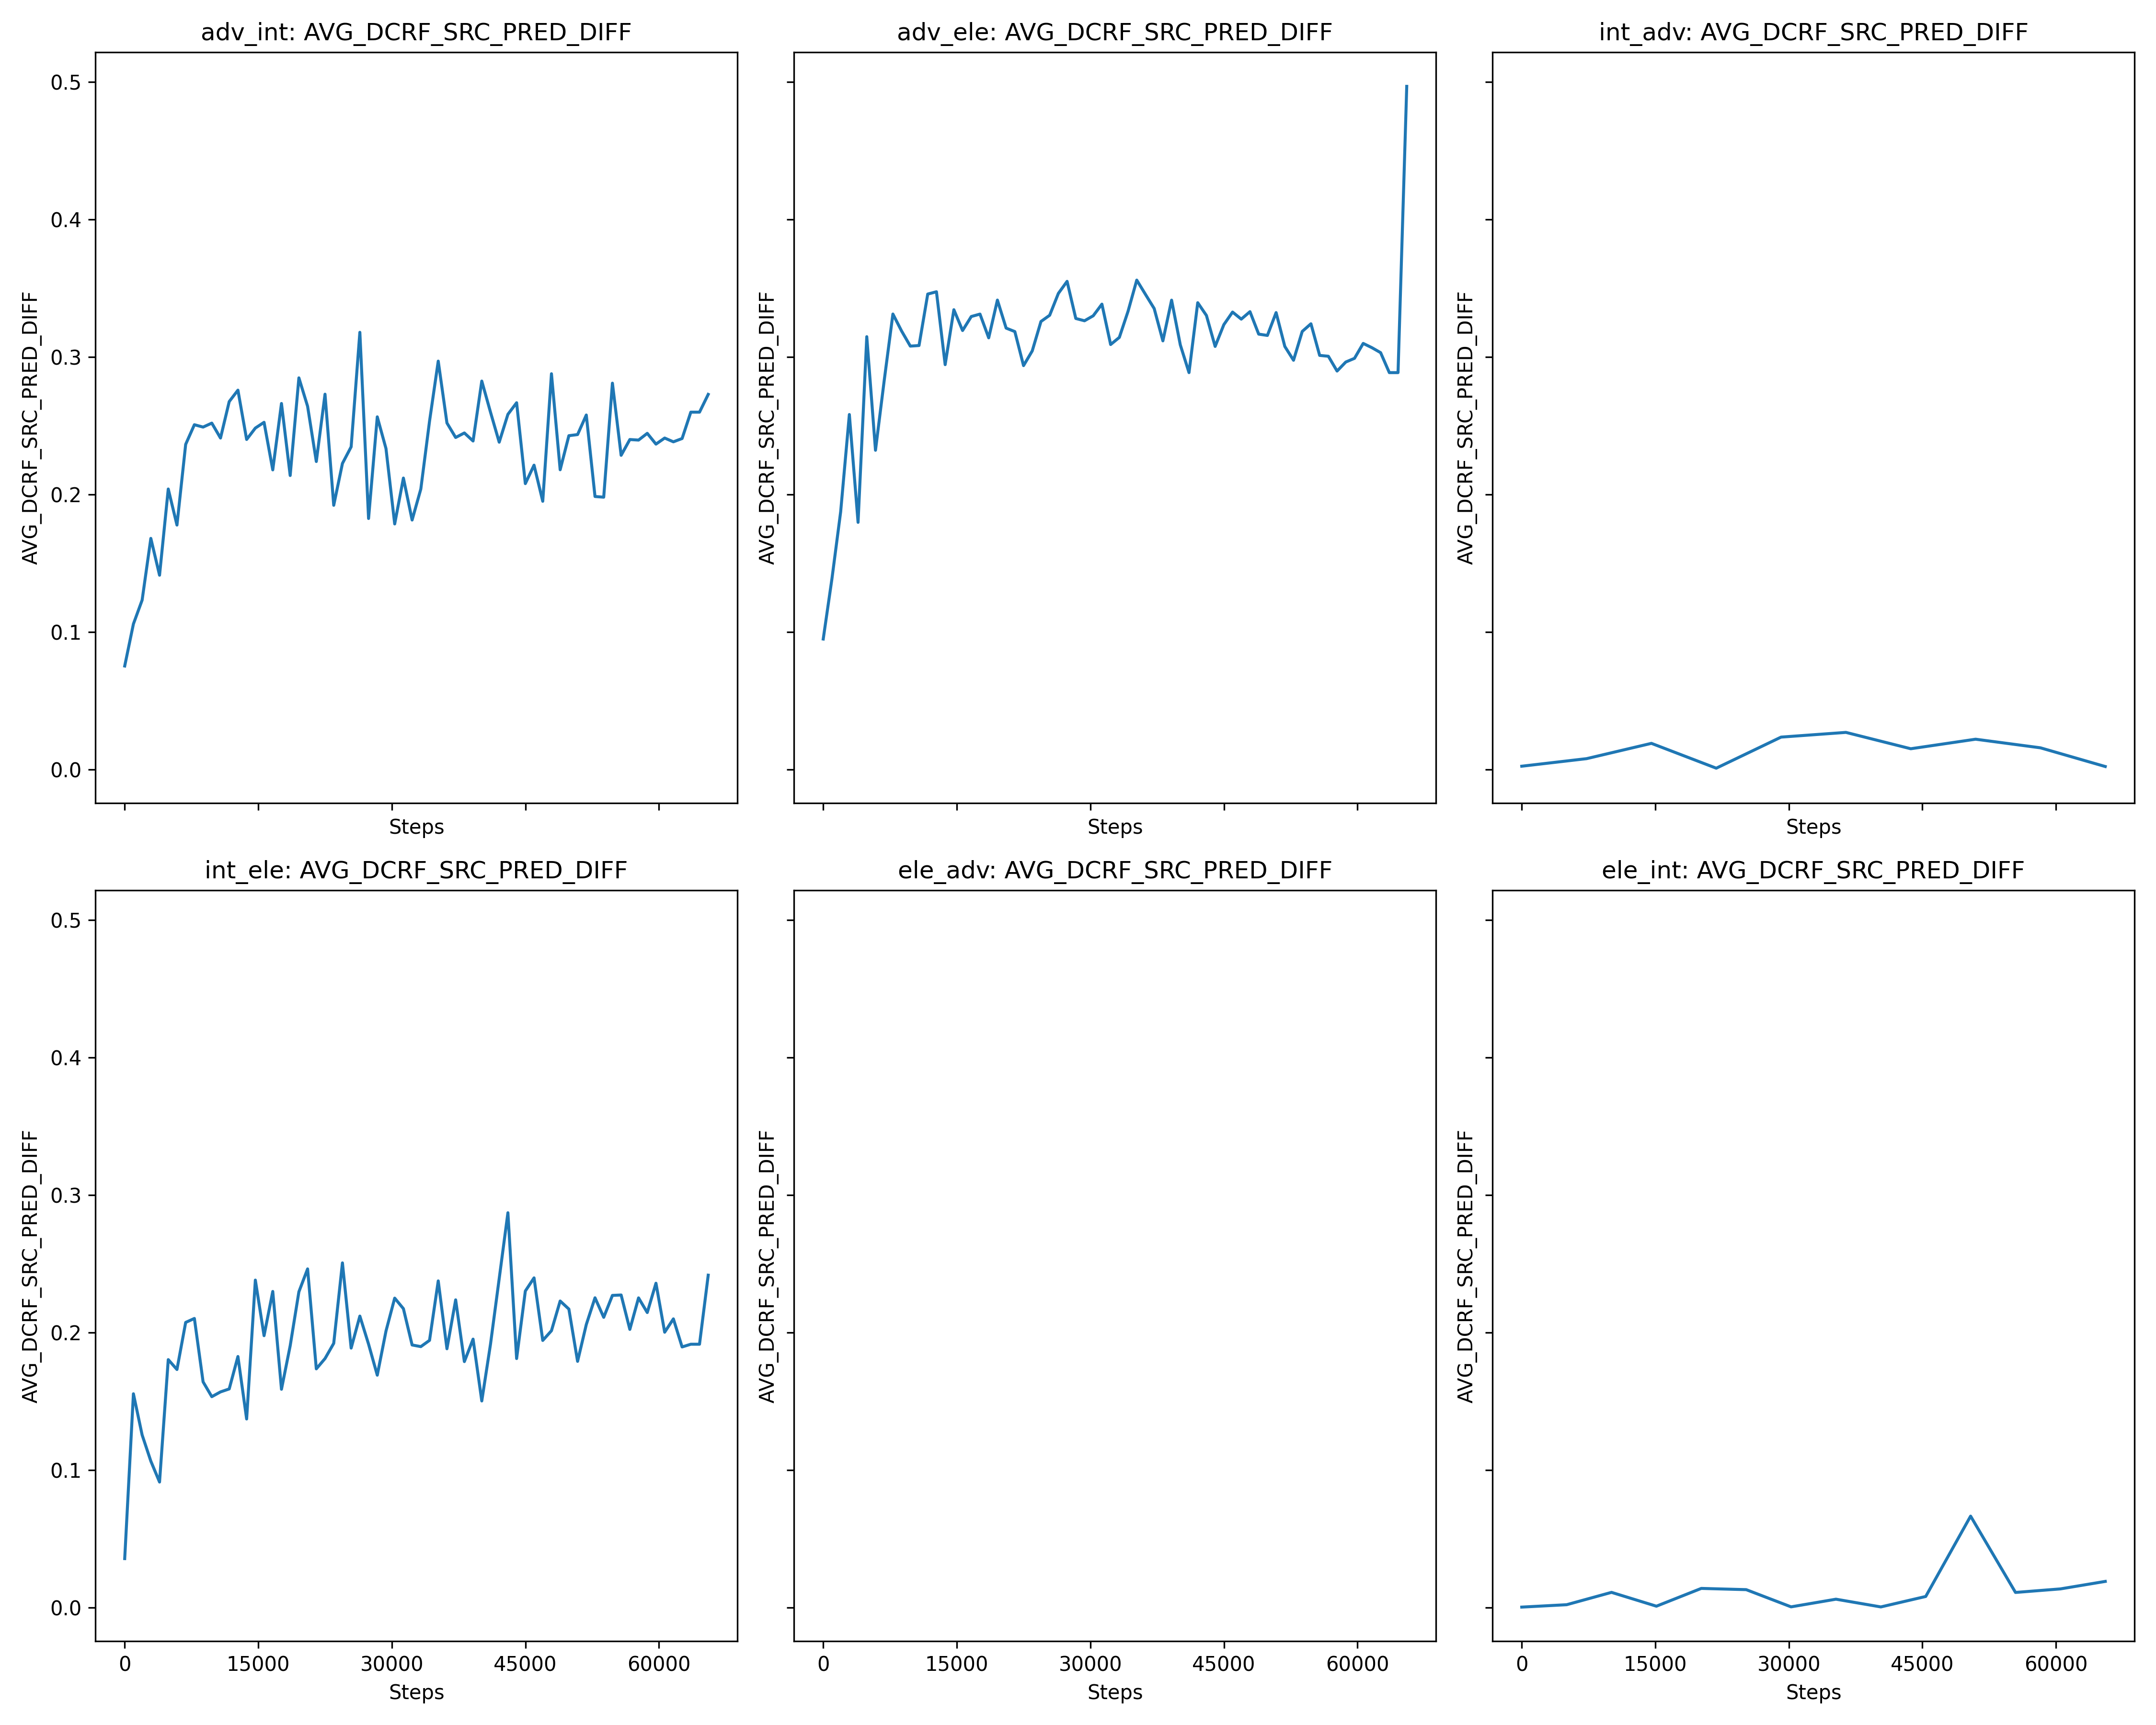 adv_int: AVG_DCRF_SRC_PRED_DIFF
adv_ele: AVG_DCRF_SRC_PRED_DIFF
int_adv: AVG_DCRF_SRC_PRED_DIFF
AVG_DCRF_SRC_PRED_DIFF
0.5
0.4
0.3
0.2
0.1
0.0
AVG_DCRF_SRC_PRED_DIFF
AVG_DCRF_SRC_PRED_DIFF
Steps
Steps
Steps
int_ele: AVG_DCRF_SRC_PRED_DIFF
ele_adv: AVG_DCRF_SRC_PRED_DIFF
ele_int: AVG_DCRF_SRC_PRED_DIFF
AVG_DCRF_SRC_PRED_DIFF
0.5
0.4
0.3
0.2
0.1
0.0
AVG_DCRF_SRC_PRED_DIFF
AVG_DCRF_SRC_PRED_DIFF
0 15000 30000 45000 60000
0 15000 30000 45000 60000
0 15000 30000 45000 60000
Steps
Steps
Steps